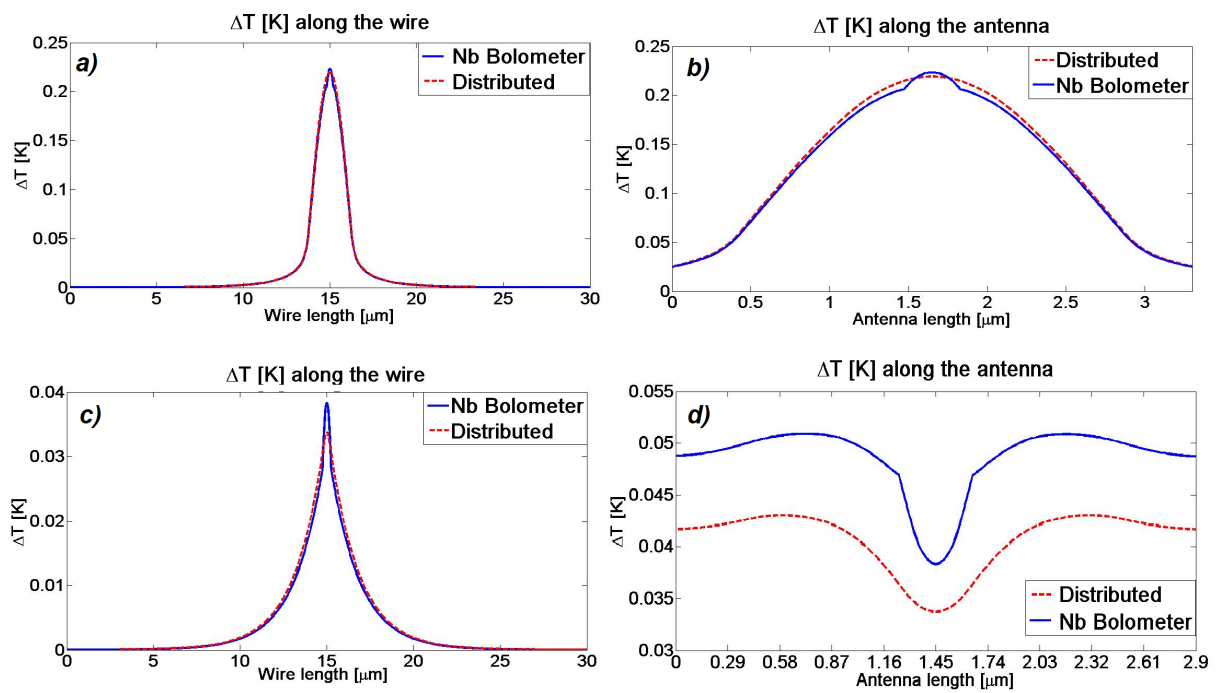 ΔT [K] along the wire
a)
Nb Bolometer
Distributed
ΔT [K]
0.25
0.2
0.15
0.1
0.05
0
0 5 10 15 20 25 30
Wire length [μm]
ΔT [K] along the antenna
b)
Distributed
Nb Bolometer
ΔT [K]
0.25
0.2
0.15
0.1
0.05
0
0 0.5 1 1.5 2 2.5 3
Antenna length [μm]
ΔT [K] along the wire
c)
Nb Bolometer
Distributed
ΔT [K]
0.04
0.03
0.02
0.01
0
0 5 10 15 20 25 30
Wire length [μm]
ΔT [K] along the antenna
d)
Distributed
Nb Bolometer
ΔT [K]
0.055
0.05
0.045
0.04
0.035
0.03
0 0.29 0.58 0.87 1.16 1.45 1.74 2.03 2.32 2.61 2.9
Antenna length [μm]